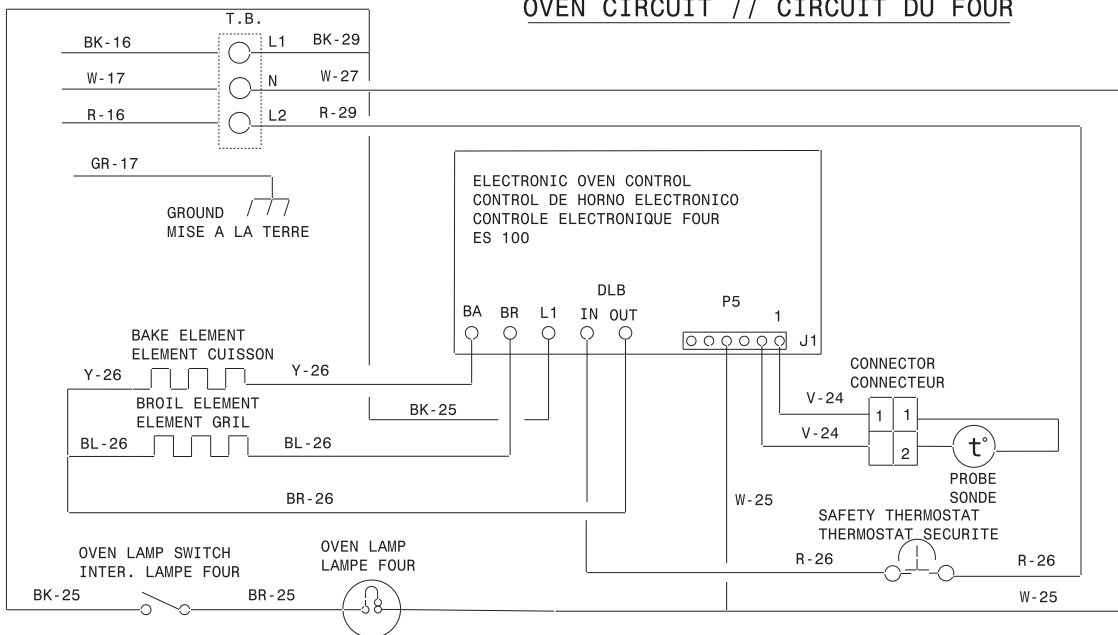 OVEN CIRCUIT // CIRCUIT DU FOUR
T.B.
BK-16
L1
BK-29
W-17
N
W-27
R-16
L2
R-29
GR-17
GROUND
MISE A LA TERRE
ELECTRONIC OVEN CONTROL
CONTROL DE HORNO ELECTRONICO
CONTROLE ELECTRONIQUE FOUR
ES 100
DLB
BA
BR
L1
IN
OUT
P5
1
J1
BAKE ELEMENT
ELEMENT CUISSON
Y-26
Y-26
BROIL ELEMENT
ELEMENT GRIL
BK-25
BL-26
BL-26
BR-26
CONNECTOR
CONNECTEUR
V-24
1
1
V-24
2
t°
PROBE
SONDE
W-25
SAFETY THERMOSTAT
THERMOSTAT SECURITE
R-26
R-26
OVEN LAMP SWITCH
INTER. LAMPE FOUR
OVEN LAMP
LAMPE FOUR
BK-25
BR-25
W-25